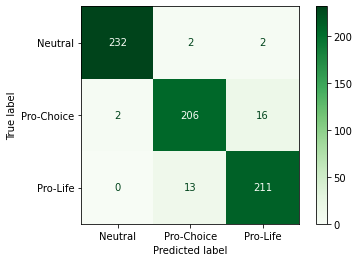 Neutral 232 2 2
Pro-Choice 2 206 16
Pro-Life 0 13 211
Neutral Pro-Choice Pro-Life
Predicted label
True label
200
150
100
50
0